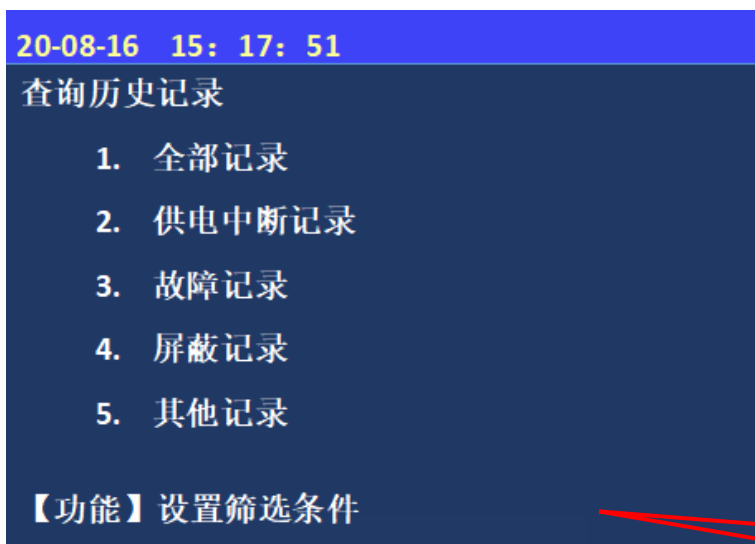 20-08-16 15：17：51
查询历史记录
1. 全部记录
2. 供电中断记录
3. 故障记录
4. 屏蔽记录
5. 其他记录
【功能】设置筛选条件